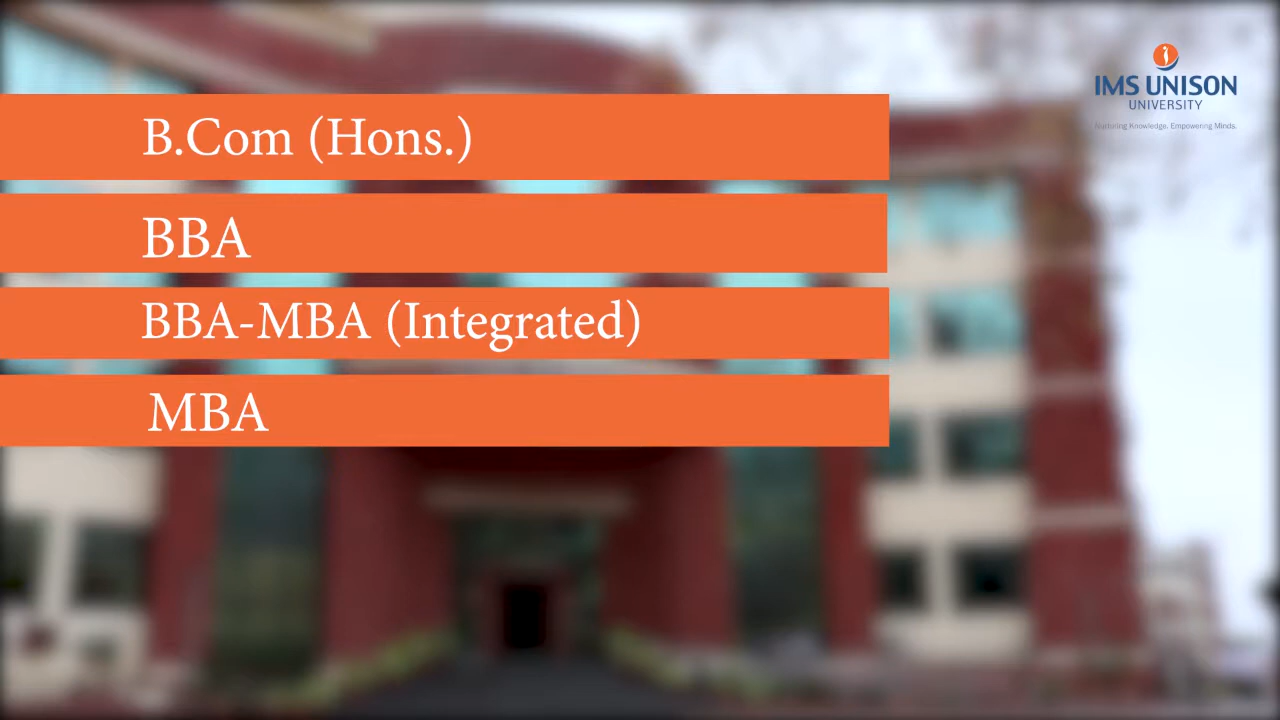 B.Com (Hons.)
BBA
BBA-MBA (Integrated)
MBA
IMS UNISON
UNIVERSITY
Nurturing Knowledge. Empowering Minds.